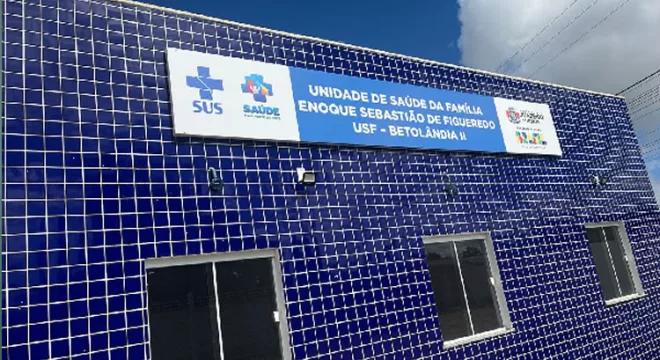 SUS
SAÚDE
UNIDADE DE SAÚDE DA FAMÍLIA
ENOQUE SEBASTIÃO DE FIGUEREDO
USF - BETOLÂNDIA II